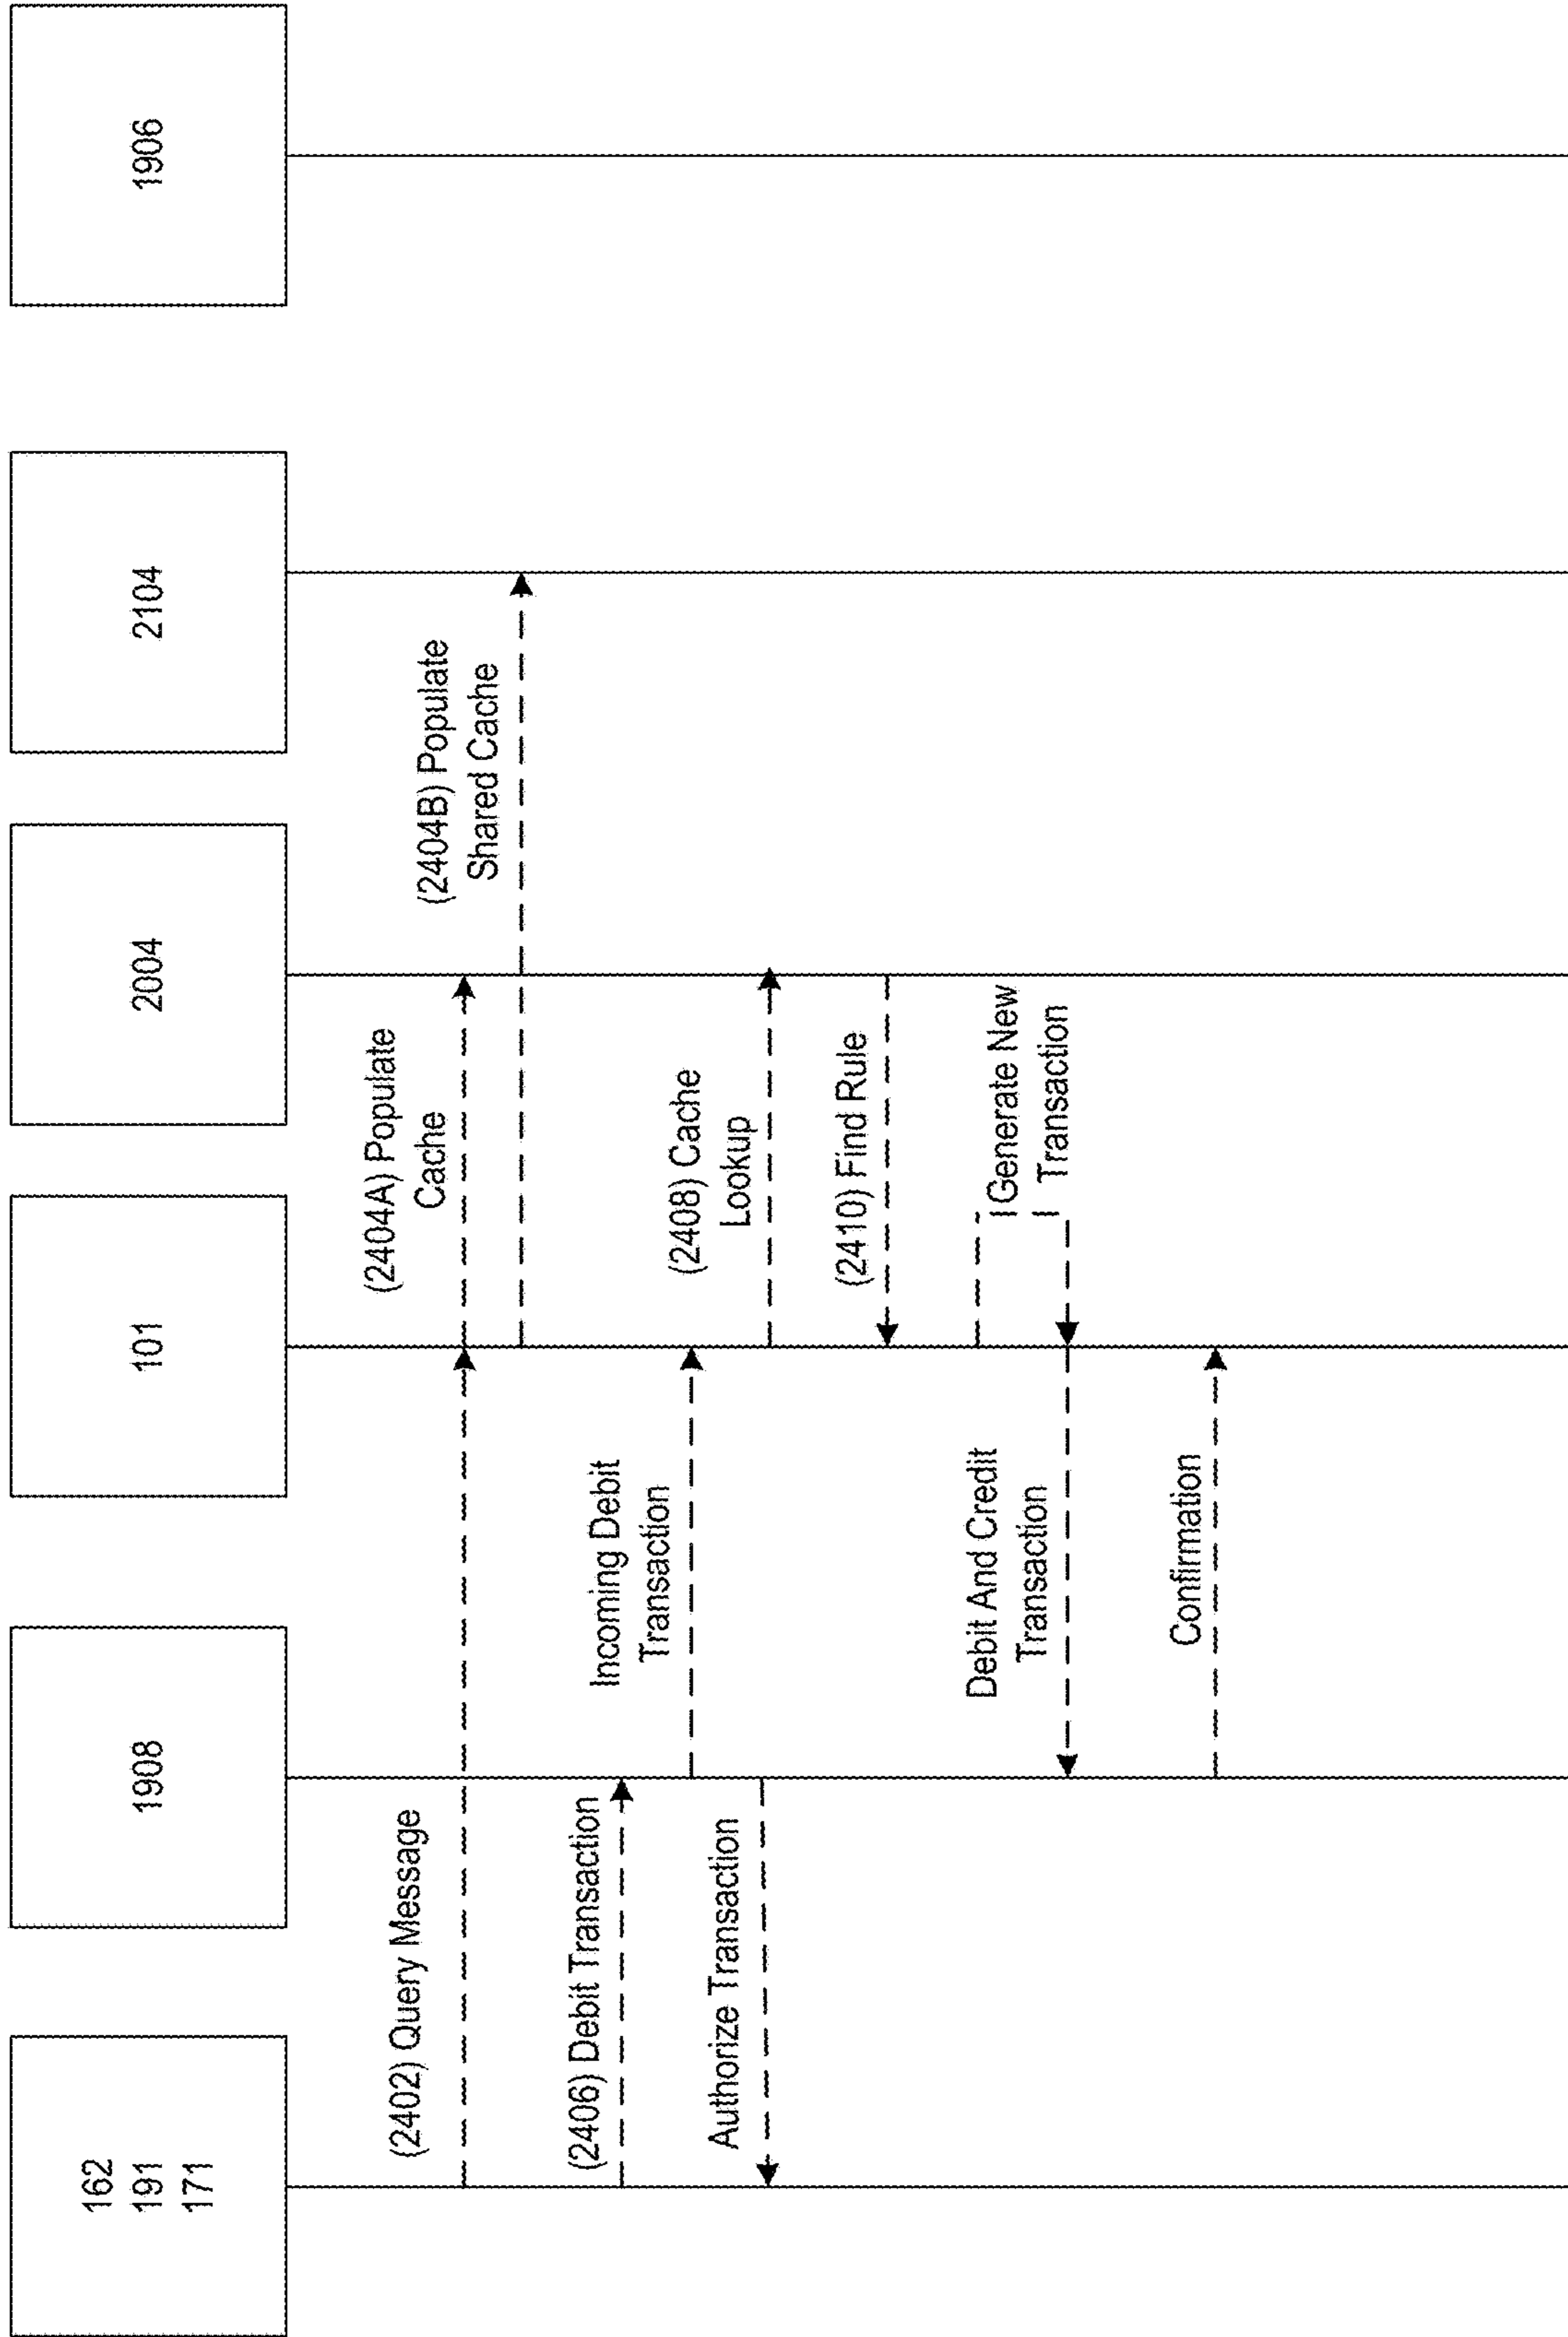 162
191
171
1908
101
2004
2104
1906
(2402) Query Message
(2404A) Populate
Cache
(2404B) Populate
Shared Cache
(2406) Debit Transaction
Incoming Debit
Transaction
Authorize Transaction
(2408) Cache
Lookup
(2410) Find Rule
Generate New
Transaction
Debit And Credit
Transaction
Confirmation